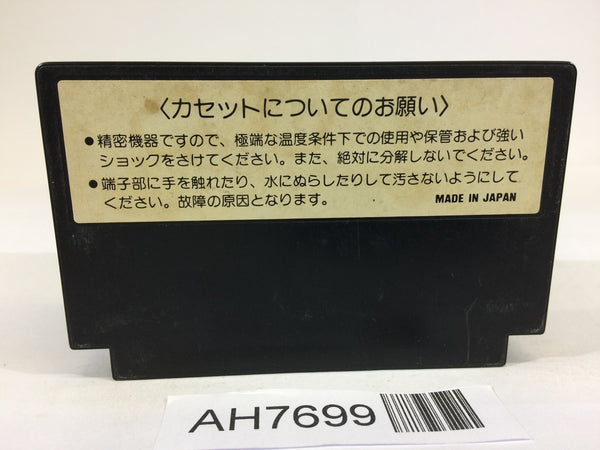 〈カセットについてのお願い〉
●精密機器ですので、極端な温度条件下での使用や保管および強い
ショックをさけてください。また、絶対に分解しないでください。
●端子部に手を触れたり、水にぬらしたりして汚さないようにして
ください。故障の原因となります。 MADE IN JAPAN
AH7699